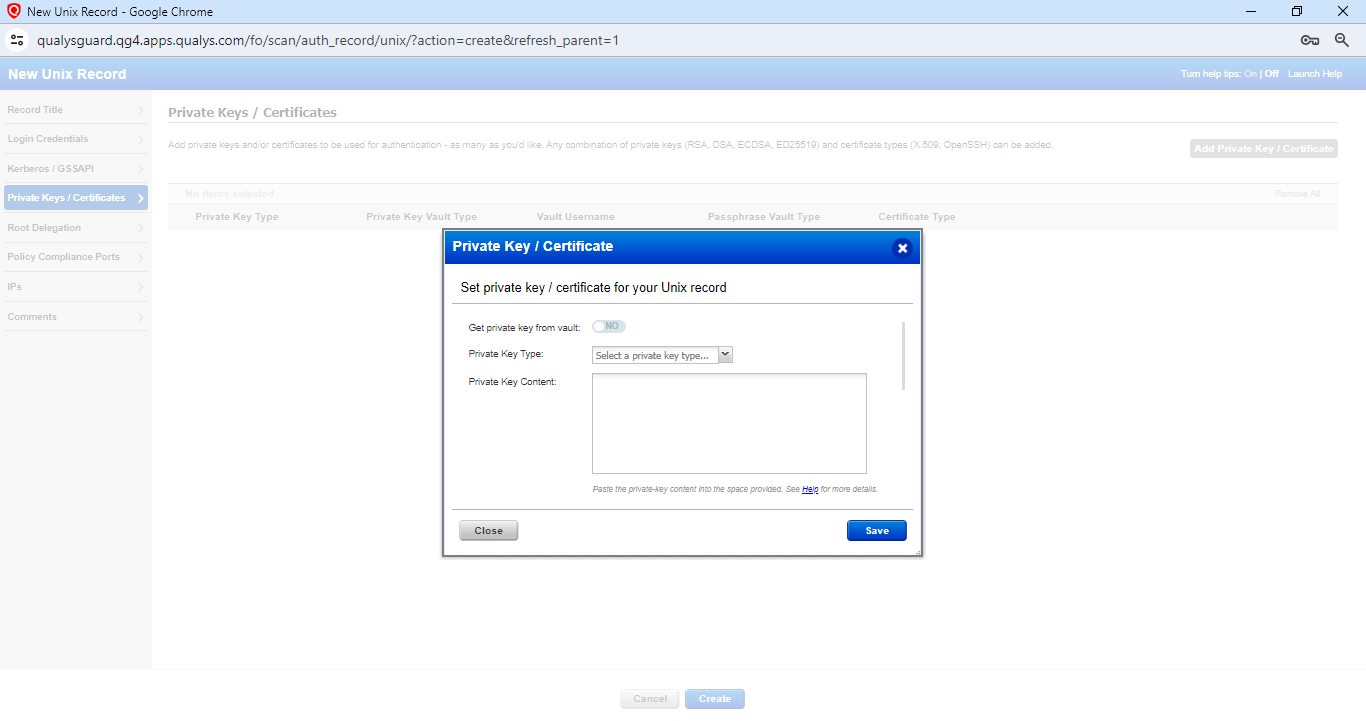 New Unix Record - Google Chrome
qualysguard.qg4.apps.qualys.com/fo/scan/auth_record/unix/?action=create&refresh_parent=1
New Unix Record
Turn help tips: On | Off Launch Help
Record Title
Login Credentials
Kerberos / GSSAPI
Private Keys / Certificates
Root Delegation
Policy Compliance Ports
IPs
Comments
Private Keys / Certificates
Add private keys and/or certificates to be used for authentication - as many as you'd like. Any combination of private keys (RSA, DSA, ECDSA, ED25519) and certificate types (X.509, OpenSSH) can be added.
Add Private Key / Certificate
No items selected
Remove All
Private Key Type Private Key Vault Type Vault Username Passphrase Vault Type Certificate Type
Private Key / Certificate
Set private key / certificate for your Unix record
Get private key from vault: NO
Private Key Type: Select a private key type...
Private Key Content:
Paste the private-key content into the space provided. See Help for more details.
Close Save
Cancel Create